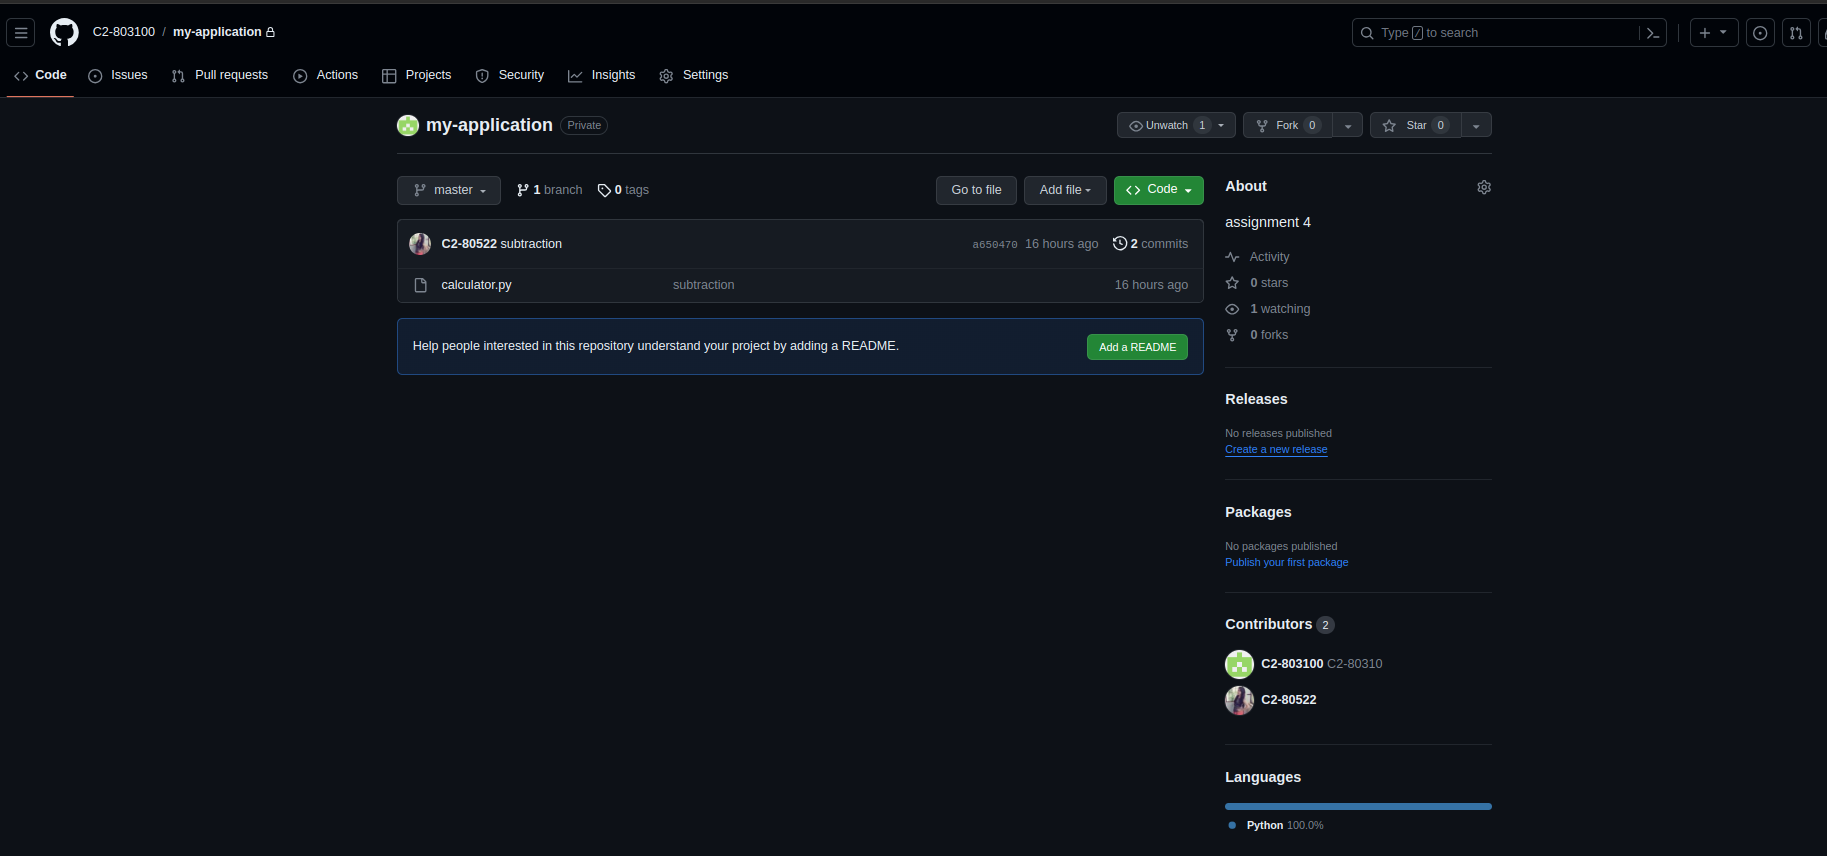 C2-803100 / my-application
Type / to search
Code Issues Pull requests Actions Projects Security Insights Settings
my-application Private
Unwatch 1 Fork 0 Star 0
master 1 branch 0 tags
Go to file Add file Code
C2-80522 subtraction a650470 16 hours ago 2 commits
calculator.py subtraction 16 hours ago
Help people interested in this repository understand your project by adding a README.
Add a README
About
assignment 4
Activity
0 stars
1 watching
0 forks
Releases
No releases published
Create a new release
Packages
No packages published
Publish your first package
Contributors 2
C2-803100 C2-80310
C2-80522
Languages
Python 100.0%